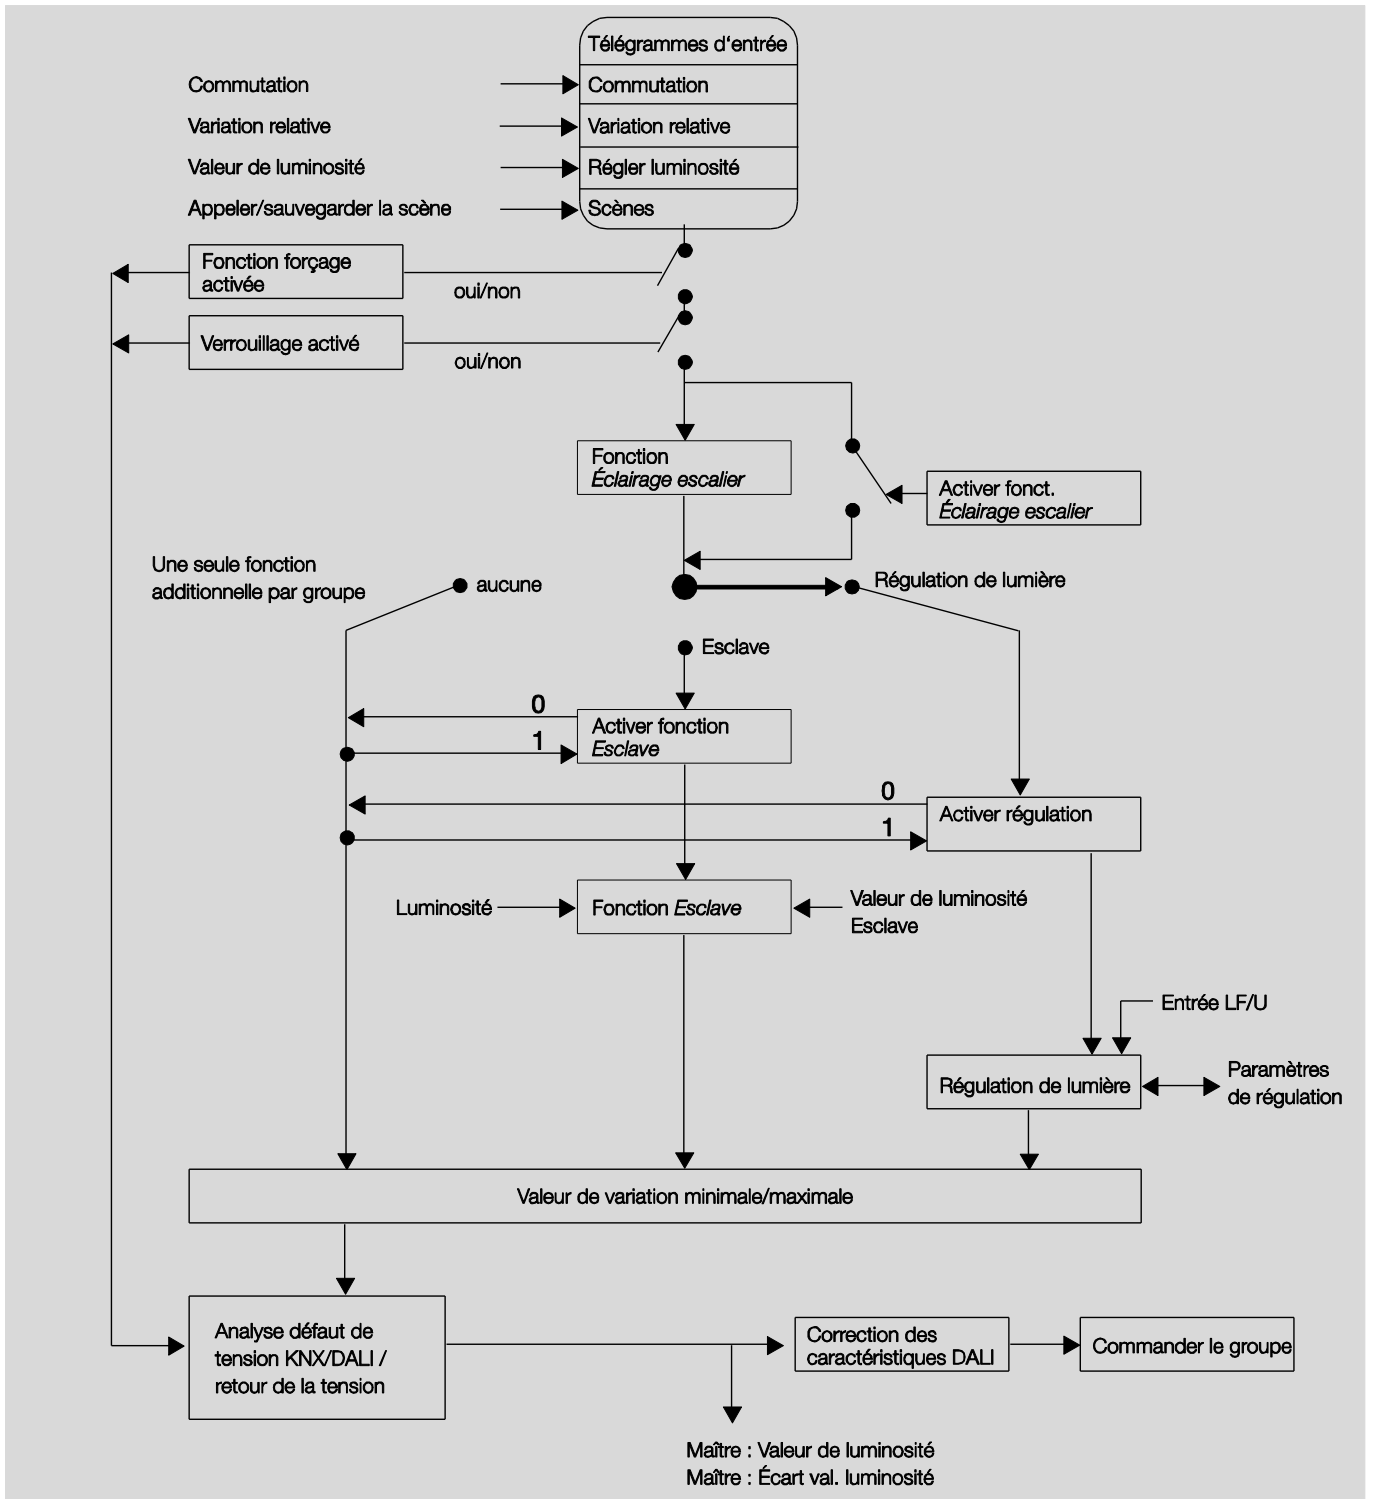 Télégrammes d'entrée
Commutation
Commutation
Variation relative
Variation relative
Valeur de luminosité
Régler luminosité
Appeler/sauvegarder la scène
Scènes
Fonction forçage
activée
oui/non
Verrouillage activé
oui/non
Fonction
Éclairage escalier
Activer fonct.
Éclairage escalier
Une seule fonction
additionnelle par groupe
aucune
Régulation de lumière
Esclave
0
Activer fonction
1
Esclave
0
Activer régulation
1
Luminosité
Fonction Esclave
Valeur de luminosité
Esclave
Entrée LF/U
Régulation de lumière
Paramètres
de régulation
Valeur de variation minimale/maximale
Analyse défaut de
tension KNX/DALI /
retour de la tension
Correction des
caractéristiques DALI
Commander le groupe
Maître : Valeur de luminosité
Maître : Écart val. luminosité